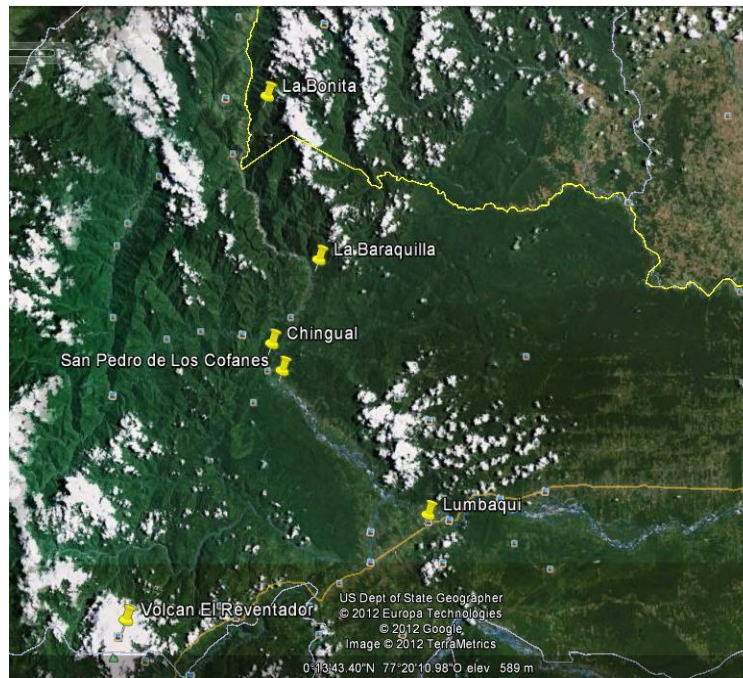 La Bonita
La Baraquilla
Chingual
San Pedro de Los Cofanes
Lumbaqui
Volcan El Reventador
US Dept of State Geographer
© 2012 Europa Technologies
© 2012 Google
Image © 2012 TerraMetrics
0°13'43.40"N 77°20'10.98"O elev 589 m